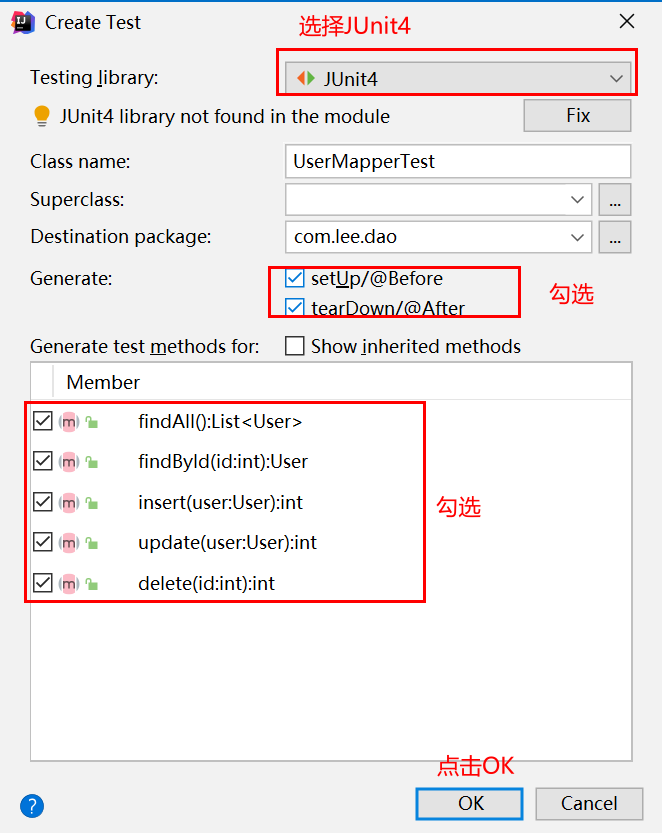 Create Test
选择JUnit4
Testing library:
JUnit4
JUnit4 library not found in the module
Fix
Class name:
UserMapperTest
Superclass:
...
Destination package:
com.lee.dao
...
Generate:
setUp/@Before
勾选
tearDown/@After
Generate test methods for:
Show inherited methods
Member
findAll():List<User>
findById(id:int):User
insert(user:User):int
勾选
update(user:User):int
delete(id:int):int
点击OK
?
OK
Cancel